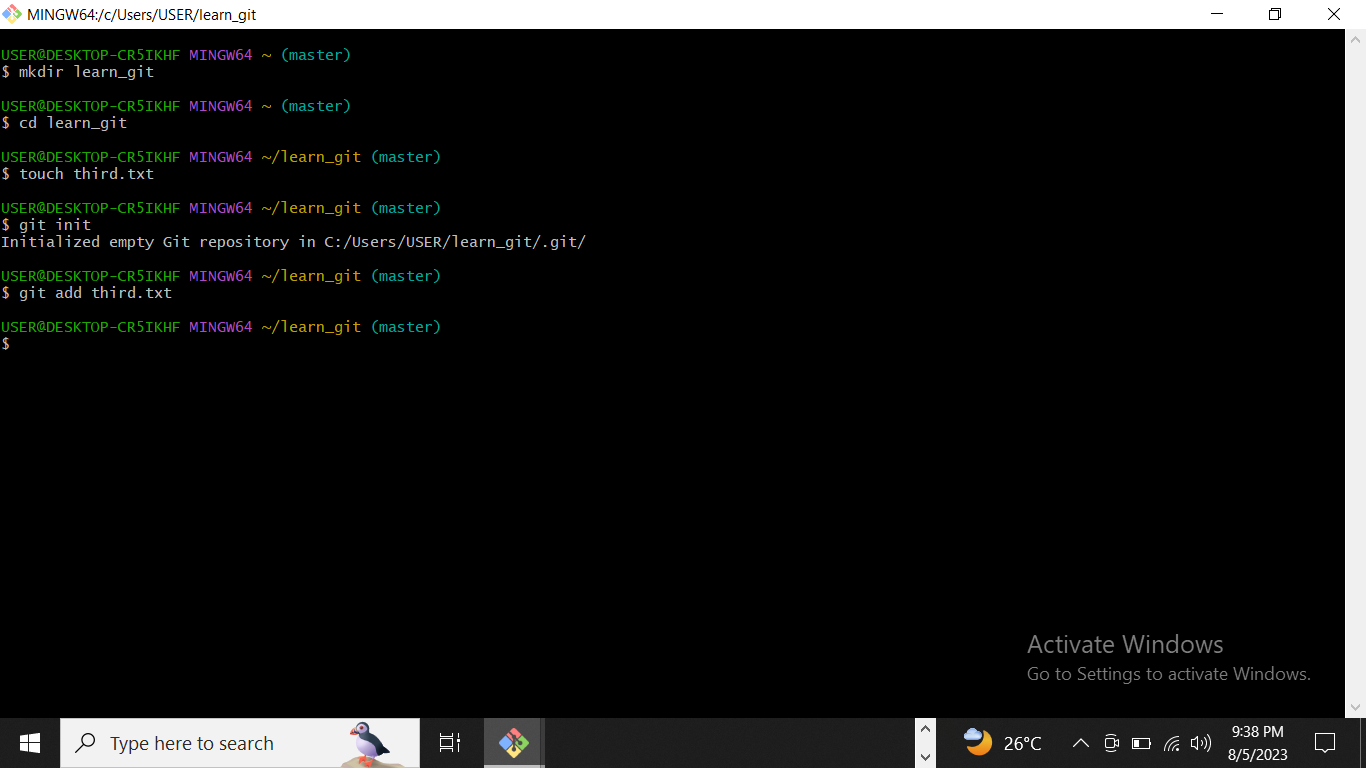 MINGW64:/c/Users/USER/learn_git
USER@DESKTOP-CR5IKHF MINGW64 ~ (master)
$ mkdir learn_git
USER@DESKTOP-CR5IKHF MINGW64 ~ (master)
$ cd learn_git
USER@DESKTOP-CR5IKHF MINGW64 ~/learn_git (master)
$ touch third.txt
USER@DESKTOP-CR5IKHF MINGW64 ~/learn_git (master)
$ git init
Initialized empty Git repository in C:/Users/USER/learn_git/.git/
USER@DESKTOP-CR5IKHF MINGW64 ~/learn_git (master)
$ git add third.txt
USER@DESKTOP-CR5IKHF MINGW64 ~/learn_git (master)
$
Activate Windows
Go to Settings to activate Windows.
Type here to search
26°C
9:38 PM
8/5/2023